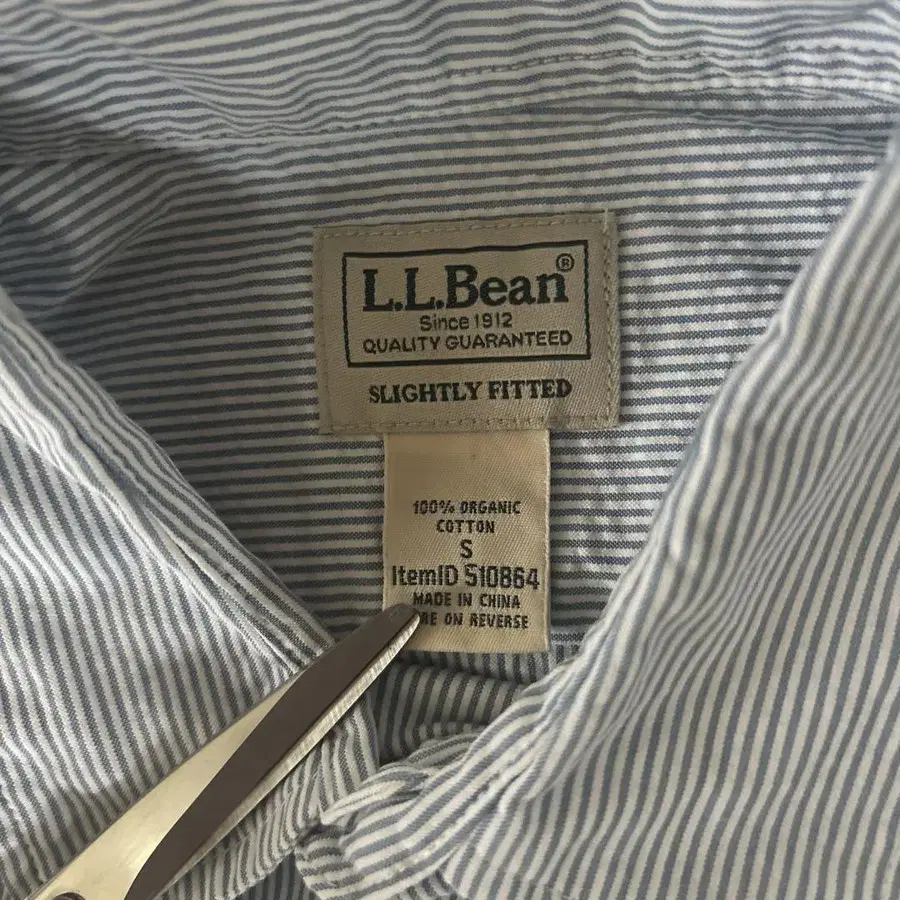 L.L.Bean®
Since 1912
QUALITY GUARANTEED
SLIGHTLY FITTED
100% ORGANIC
COTTON
S
ItemID 510864
MADE IN CHINA
ON REVERSE